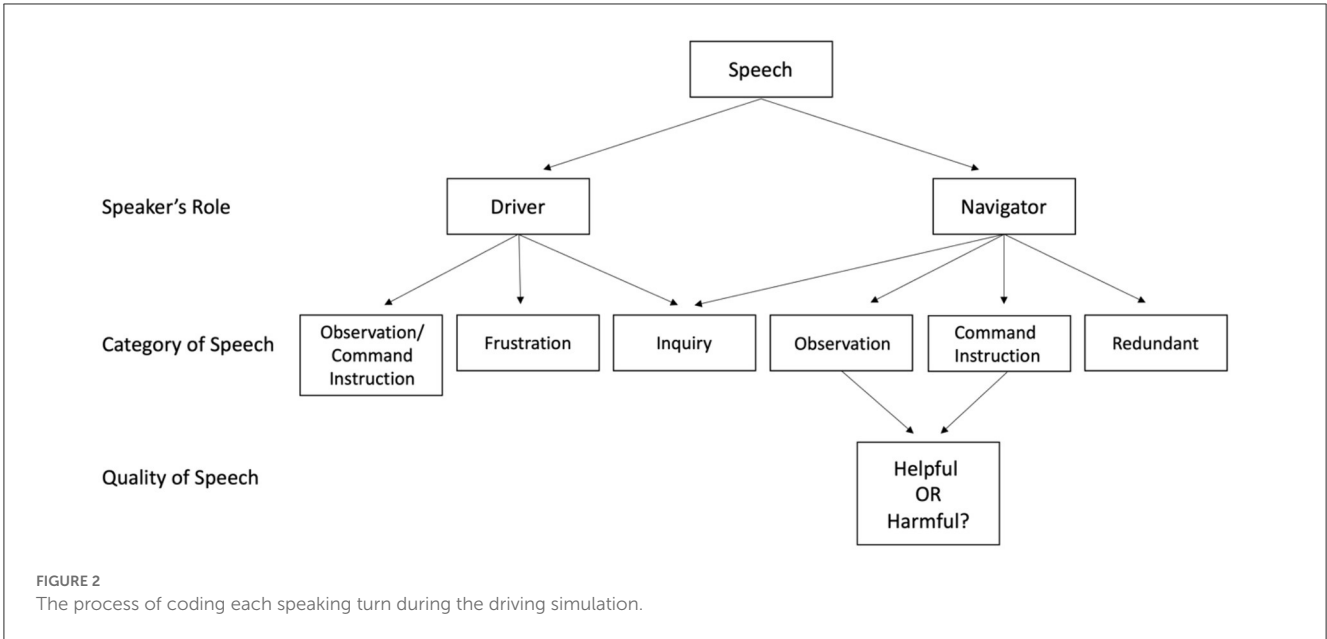 Speech
Speaker's Role
Driver
Navigator
Category of Speech
Observation/
Command
Instruction
Frustration
Inquiry
Observation
Command
Instruction
Redundant
Quality of Speech
Helpful
OR
Harmful?
FIGURE 2
The process of coding each speaking turn during the driving simulation.